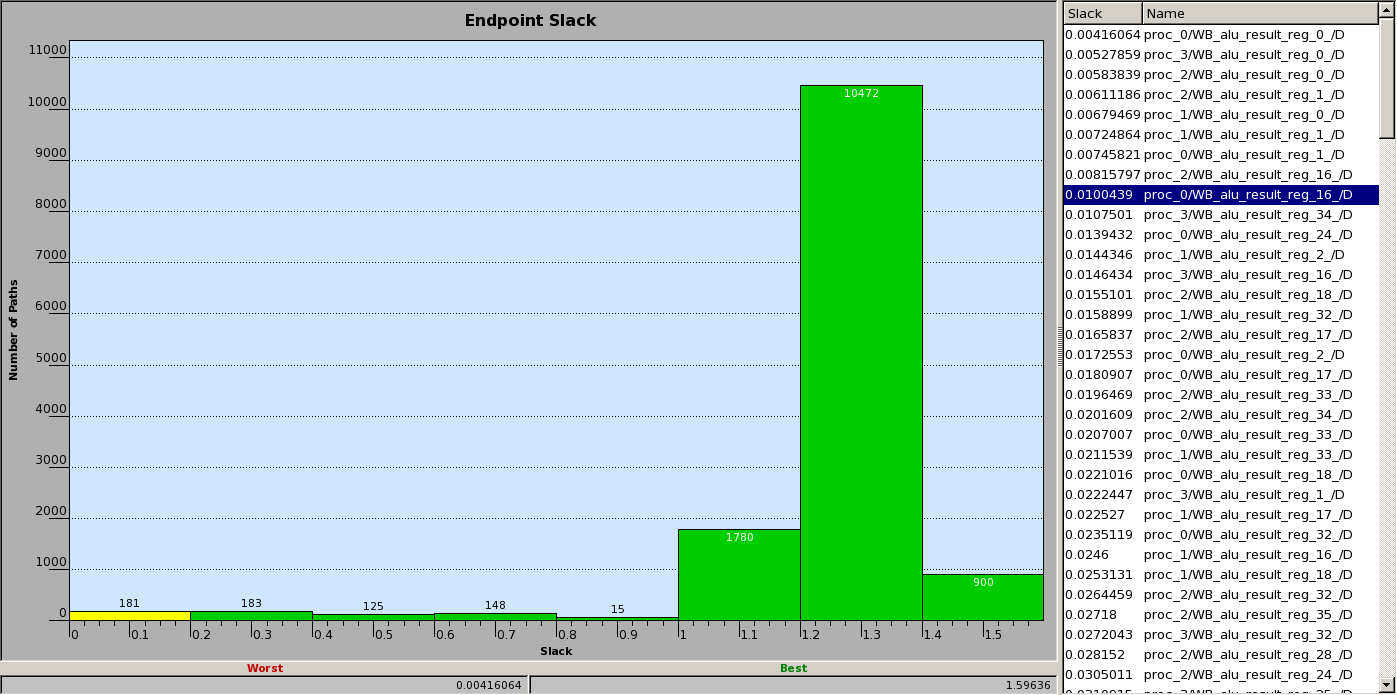 Endpoint Slack
11000
10000
9000
8000
7000
6000
5000
4000
3000
2000
1000
0
Number of Paths
10472
1780
900
181
183
125
148
15
0 0.1 0.2 0.3 0.4 0.5 0.6 0.7 0.8 0.9 1 1.1 1.2 1.3 1.4 1.5
Slack
Worst Best
0.00416064 1.59636
Slack Name
0.00416064 proc_0/WB_alu_result_reg_0_/D
0.00527859 proc_3/WB_alu_result_reg_0_/D
0.00583839 proc_2/WB_alu_result_reg_0_/D
0.00611186 proc_2/WB_alu_result_reg_1_/D
0.00679469 proc_1/WB_alu_result_reg_0_/D
0.00724864 proc_1/WB_alu_result_reg_1_/D
0.00745821 proc_0/WB_alu_result_reg_1_/D
0.00815797 proc_2/WB_alu_result_reg_16_/D
0.0100439 proc_0/WB_alu_result_reg_16_/D
0.0107501 proc_3/WB_alu_result_reg_34_/D
0.0139432 proc_0/WB_alu_result_reg_24_/D
0.0144346 proc_1/WB_alu_result_reg_2_/D
0.0146434 proc_3/WB_alu_result_reg_16_/D
0.0155101 proc_2/WB_alu_result_reg_18_/D
0.0158899 proc_1/WB_alu_result_reg_32_/D
0.0165837 proc_2/WB_alu_result_reg_17_/D
0.0172553 proc_0/WB_alu_result_reg_2_/D
0.0180907 proc_0/WB_alu_result_reg_17_/D
0.0196469 proc_2/WB_alu_result_reg_33_/D
0.0201609 proc_2/WB_alu_result_reg_34_/D
0.0207007 proc_0/WB_alu_result_reg_33_/D
0.0211539 proc_1/WB_alu_result_reg_33_/D
0.0221016 proc_0/WB_alu_result_reg_18_/D
0.0222447 proc_3/WB_alu_result_reg_1_/D
0.022527 proc_1/WB_alu_result_reg_17_/D
0.0235119 proc_0/WB_alu_result_reg_32_/D
0.0246 proc_1/WB_alu_result_reg_16_/D
0.0253131 proc_1/WB_alu_result_reg_18_/D
0.0264459 proc_2/WB_alu_result_reg_32_/D
0.02718 proc_2/WB_alu_result_reg_35_/D
0.0272043 proc_3/WB_alu_result_reg_32_/D
0.028152 proc_2/WB_alu_result_reg_28_/D
0.0305011 proc_2/WB_alu_result_reg_24_/D